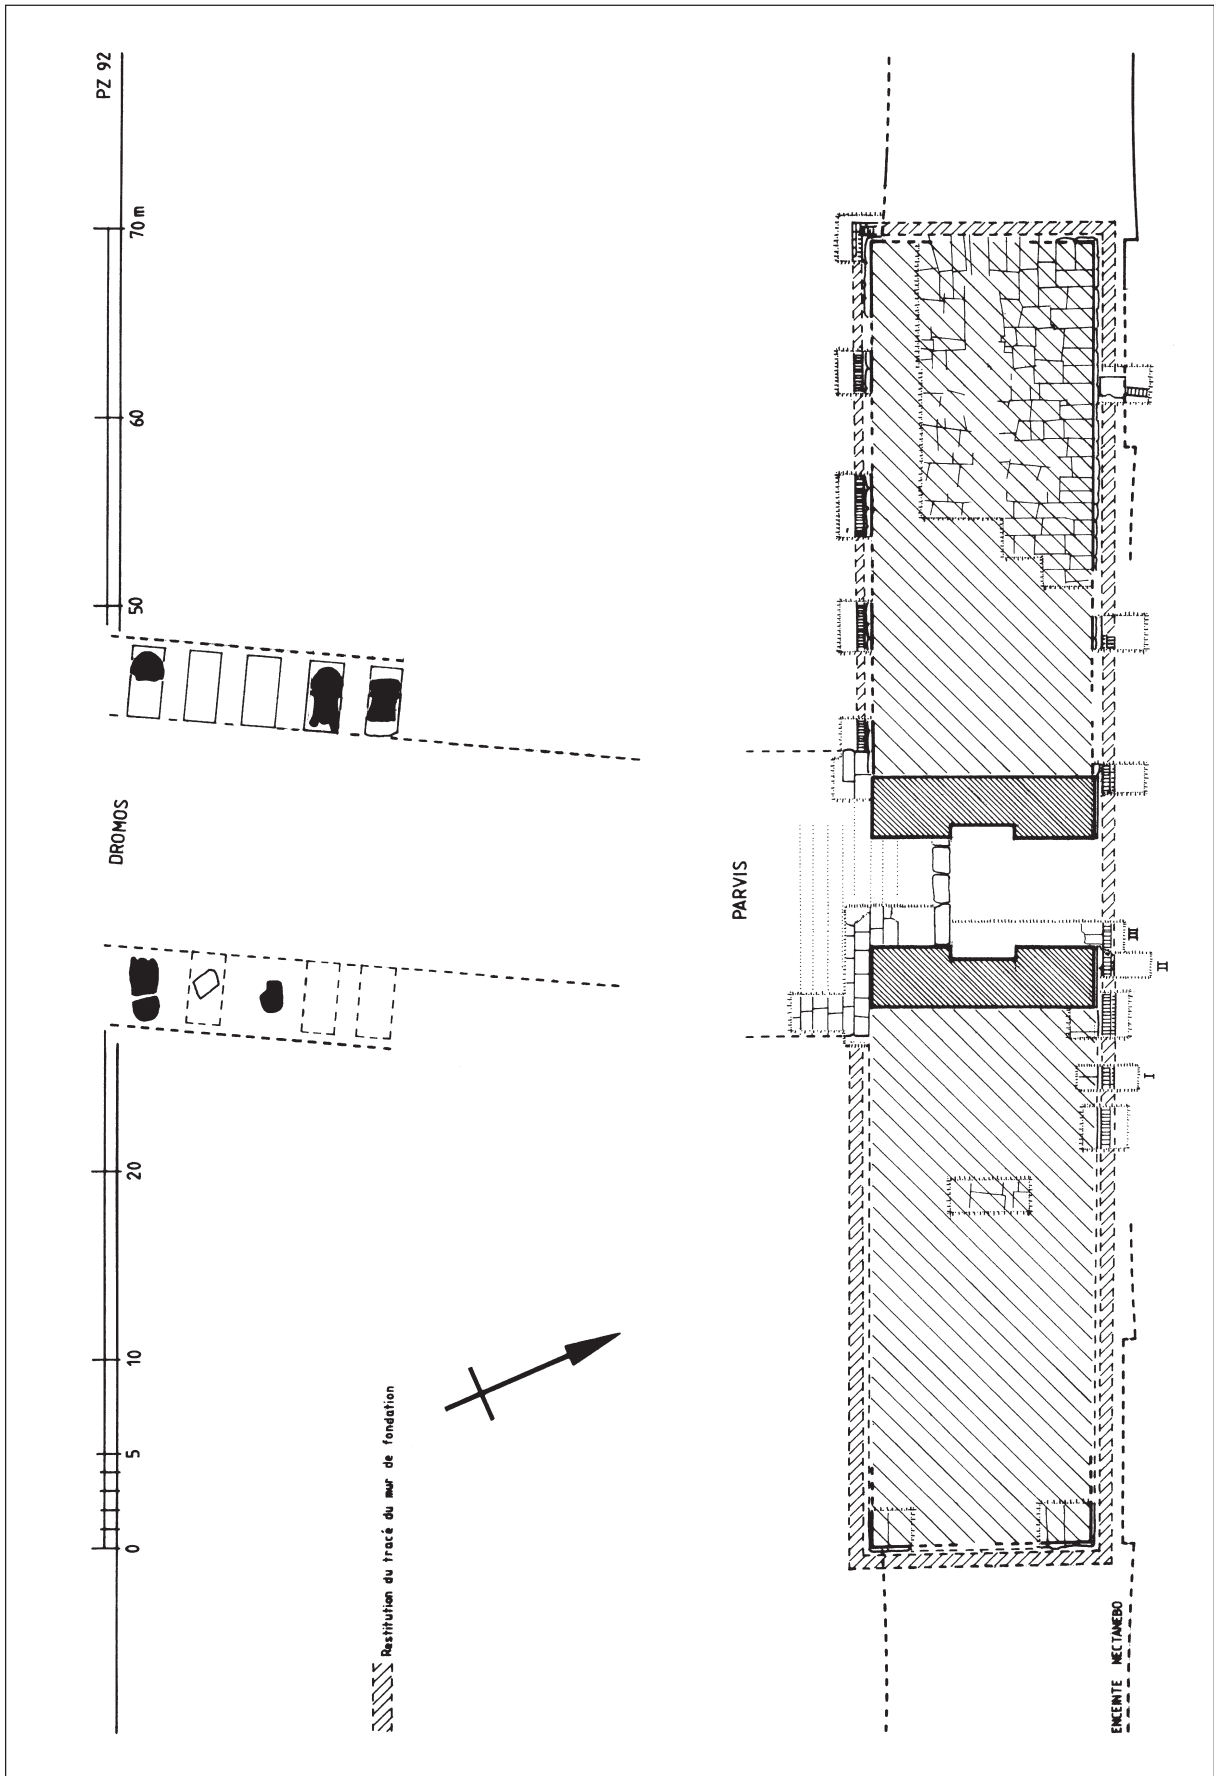 PZ 92
0
5
10
20
50
60
70 m
DROMOS
PARVIS
Restitution du tracé du mur de fondation
I
II
III
ENCEINTE NECTANEBO